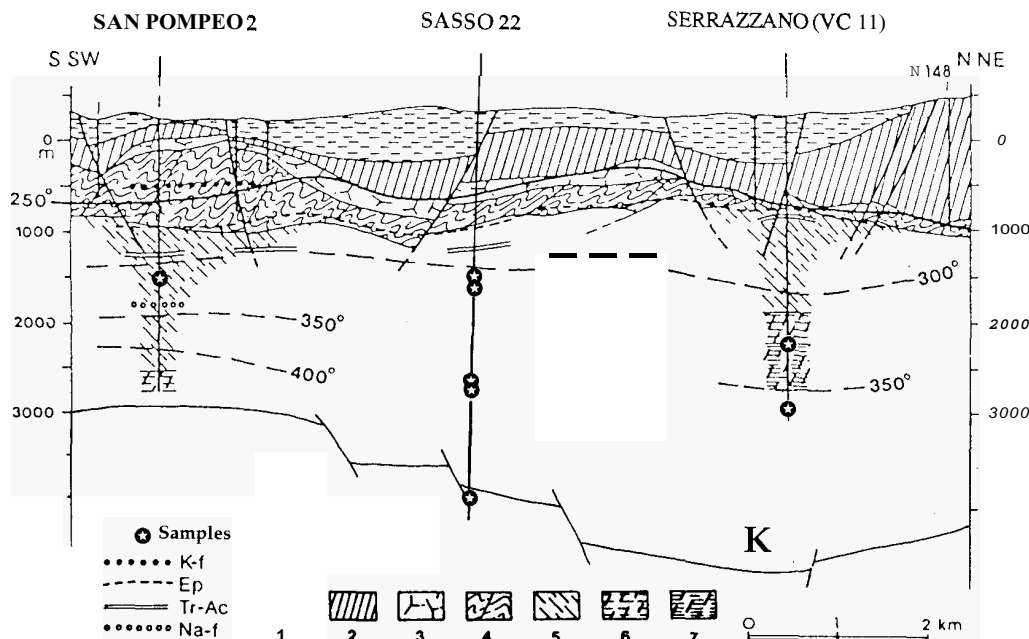 SAN POMPEO 2 SASSO 22 SERRAZZANO (VC 11)
S SW N 148 N NE
0 0
m
250°
1000 1000
300°
2000 350° 2000
400° 350°
3000 3000
K
Samples
K-f
Ep
Tr-Ac
Na-f
1 2 3 4 5 6 7
0 2 km